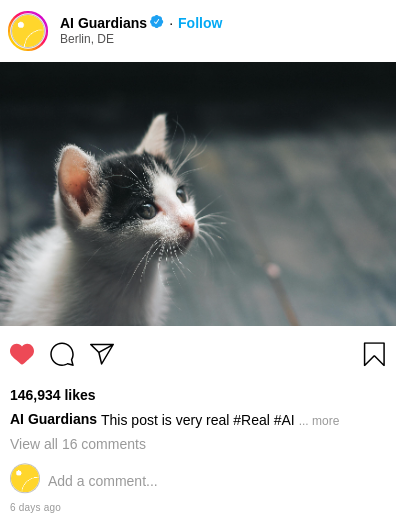 AI Guardians · Follow
Berlin, DE
146,934 likes
AI Guardians This post is very real #Real #AI ... more
View all 16 comments
Add a comment...
6 days ago